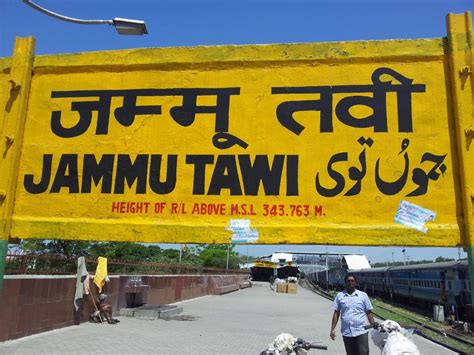 जम्मू तवी
JAMMU TAWI جموں توی
HEIGHT OF R/L ABOVE M.S.L 343.763 M.